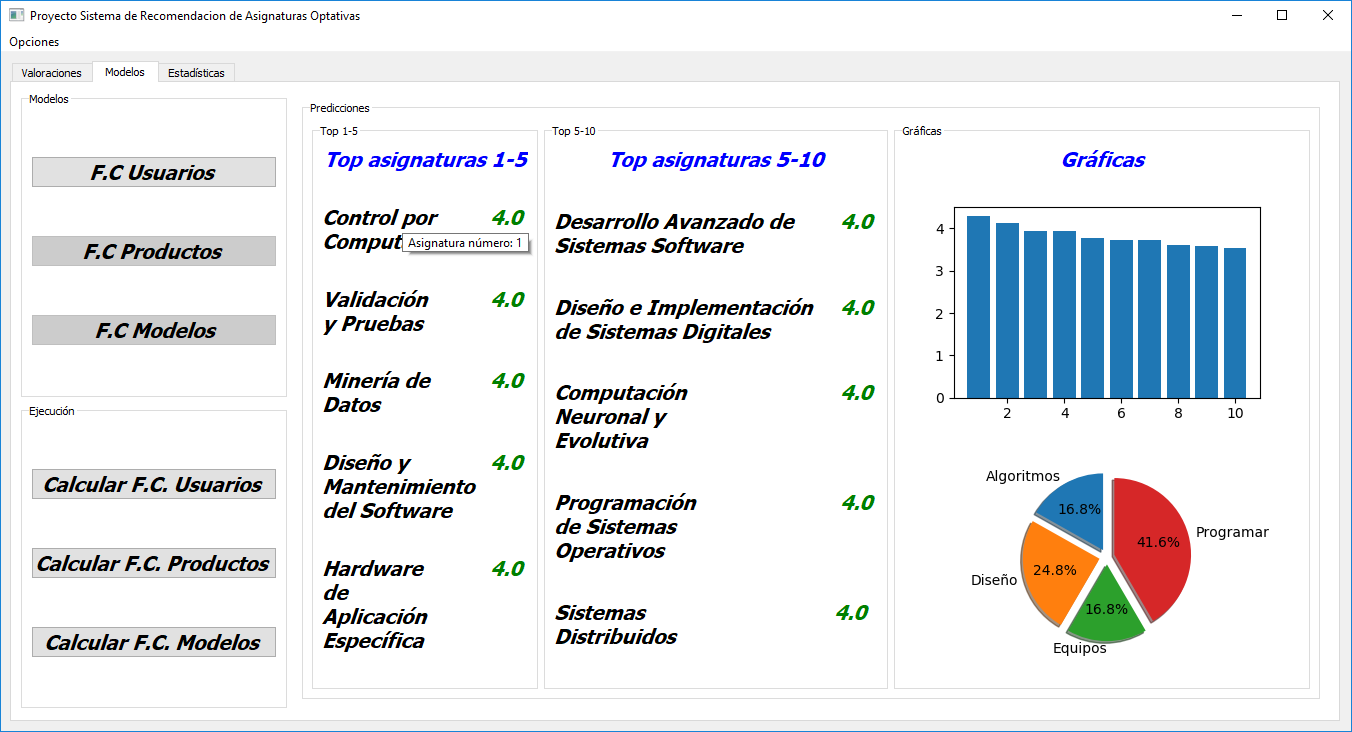 Proyecto Sistema de Recomendacion de Asignaturas Optativas
Opciones
Valoraciones
Modelos
Estadísticas
Modelos
F.C Usuarios
F.C Productos
F.C Modelos
Ejecución
Calcular F.C. Usuarios
Calcular F.C. Productos
Calcular F.C. Modelos
Predicciones
Top 1-5
Top asignaturas 1-5
Control por 4.0
Comput
Asignatura número: 1
Validación 4.0
y Pruebas
Minería de 4.0
Datos
Diseño y 4.0
Mantenimiento
del Software
Hardware 4.0
de
Aplicación
Específica
Top 5-10
Top asignaturas 5-10
Desarrollo Avanzado de 4.0
Sistemas Software
Diseño e Implementación 4.0
de Sistemas Digitales
Computación 4.0
Neuronal y
Evolutiva
Programación 4.0
de Sistemas
Operativos
Sistemas 4.0
Distribuidos
Gráficas
Gráficas
4
3
2
1
0
2 4 6 8 10
Algoritmos
16.8%
Programar
41.6%
Diseño
24.8%
16.8%
Equipos